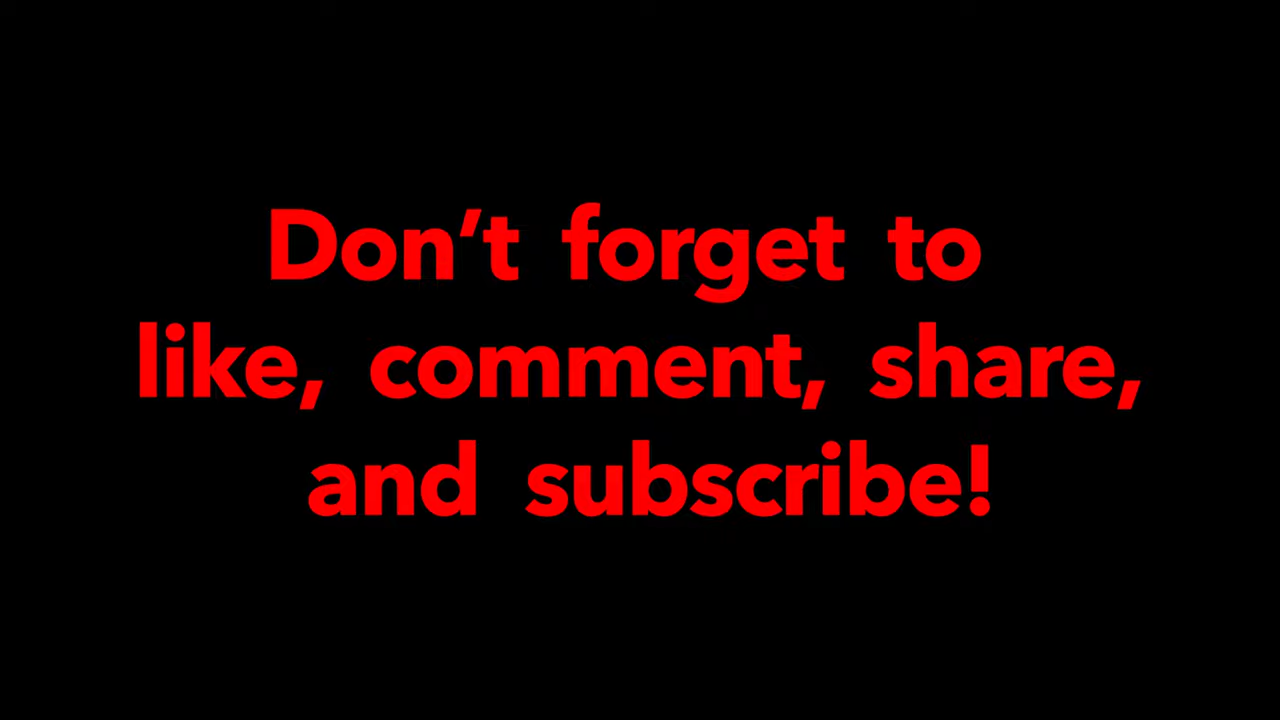 Don’t forget to
like, comment, share,
and subscribe!